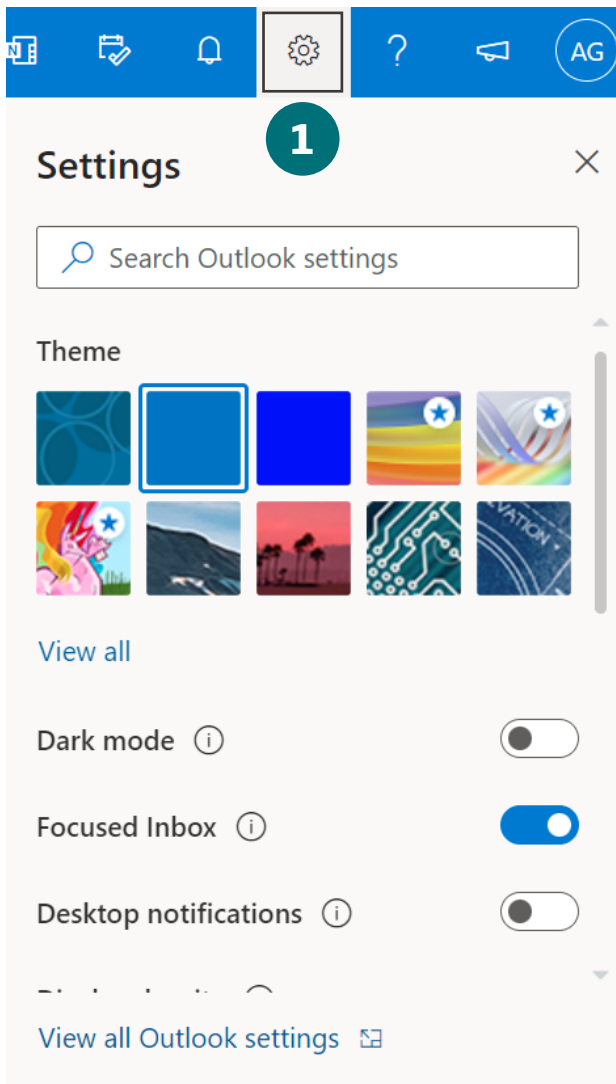 N
AG
1
Settings
Search Outlook settings
Theme
View all
Dark mode
Focused Inbox
Desktop notifications
View all Outlook settings